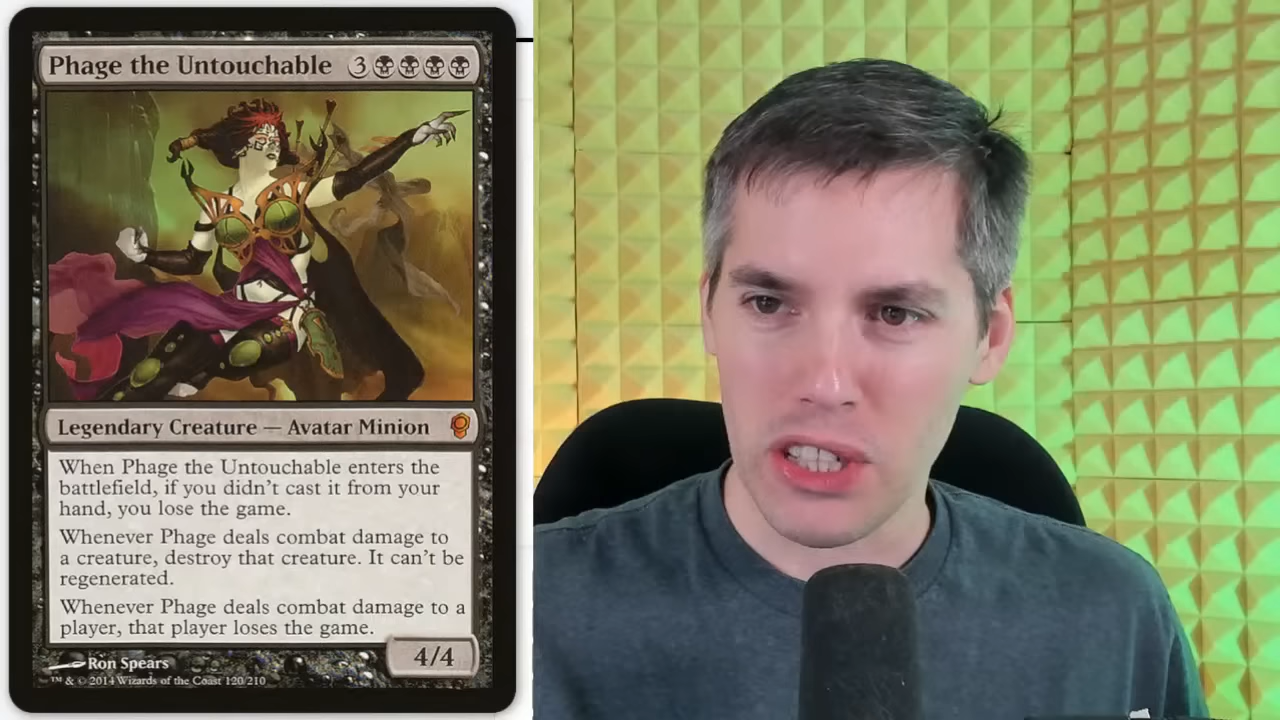 Phage the Untouchable 3
Legendary Creature — Avatar Minion
When Phage the Untouchable enters the
battlefield, if you didn't cast it from your
hand, you lose the game.
Whenever Phage deals combat damage to
a creature, destroy that creature. It can't be
regenerated.
Whenever Phage deals combat damage to a
player, that player loses the game.
4/4
Ron Spears
™ & © 2014 Wizards of the Coast 120/210